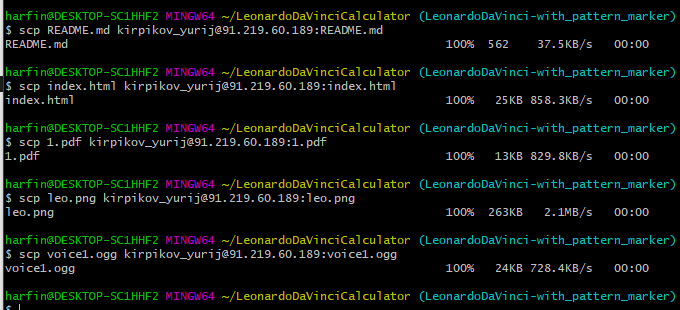 harfin@DESKTOP-SC1HHF2 MINGW64 ~/LeonardoDaVinciCalculator (LeonardoDaVinci-with_pattern_marker)
$ scp README.md kirpikov_yurij@91.219.60.189:README.md
README.md 100% 562 37.5KB/s 00:00
harfin@DESKTOP-SC1HHF2 MINGW64 ~/LeonardoDaVinciCalculator (LeonardoDaVinci-with_pattern_marker)
$ scp index.html kirpikov_yurij@91.219.60.189:index.html
index.html 100% 25KB 858.3KB/s 00:00
harfin@DESKTOP-SC1HHF2 MINGW64 ~/LeonardoDaVinciCalculator (LeonardoDaVinci-with_pattern_marker)
$ scp 1.pdf kirpikov_yurij@91.219.60.189:1.pdf
1.pdf 100% 13KB 829.8KB/s 00:00
harfin@DESKTOP-SC1HHF2 MINGW64 ~/LeonardoDaVinciCalculator (LeonardoDaVinci-with_pattern_marker)
$ scp leo.png kirpikov_yurij@91.219.60.189:leo.png
leo.png 100% 263KB 2.1MB/s 00:00
harfin@DESKTOP-SC1HHF2 MINGW64 ~/LeonardoDaVinciCalculator (LeonardoDaVinci-with_pattern_marker)
$ scp voice1.ogg kirpikov_yurij@91.219.60.189:voice1.ogg
voice1.ogg 100% 24KB 728.4KB/s 00:00
harfin@DESKTOP-SC1HHF2 MINGW64 ~/LeonardoDaVinciCalculator (LeonardoDaVinci-with_pattern_marker)
$